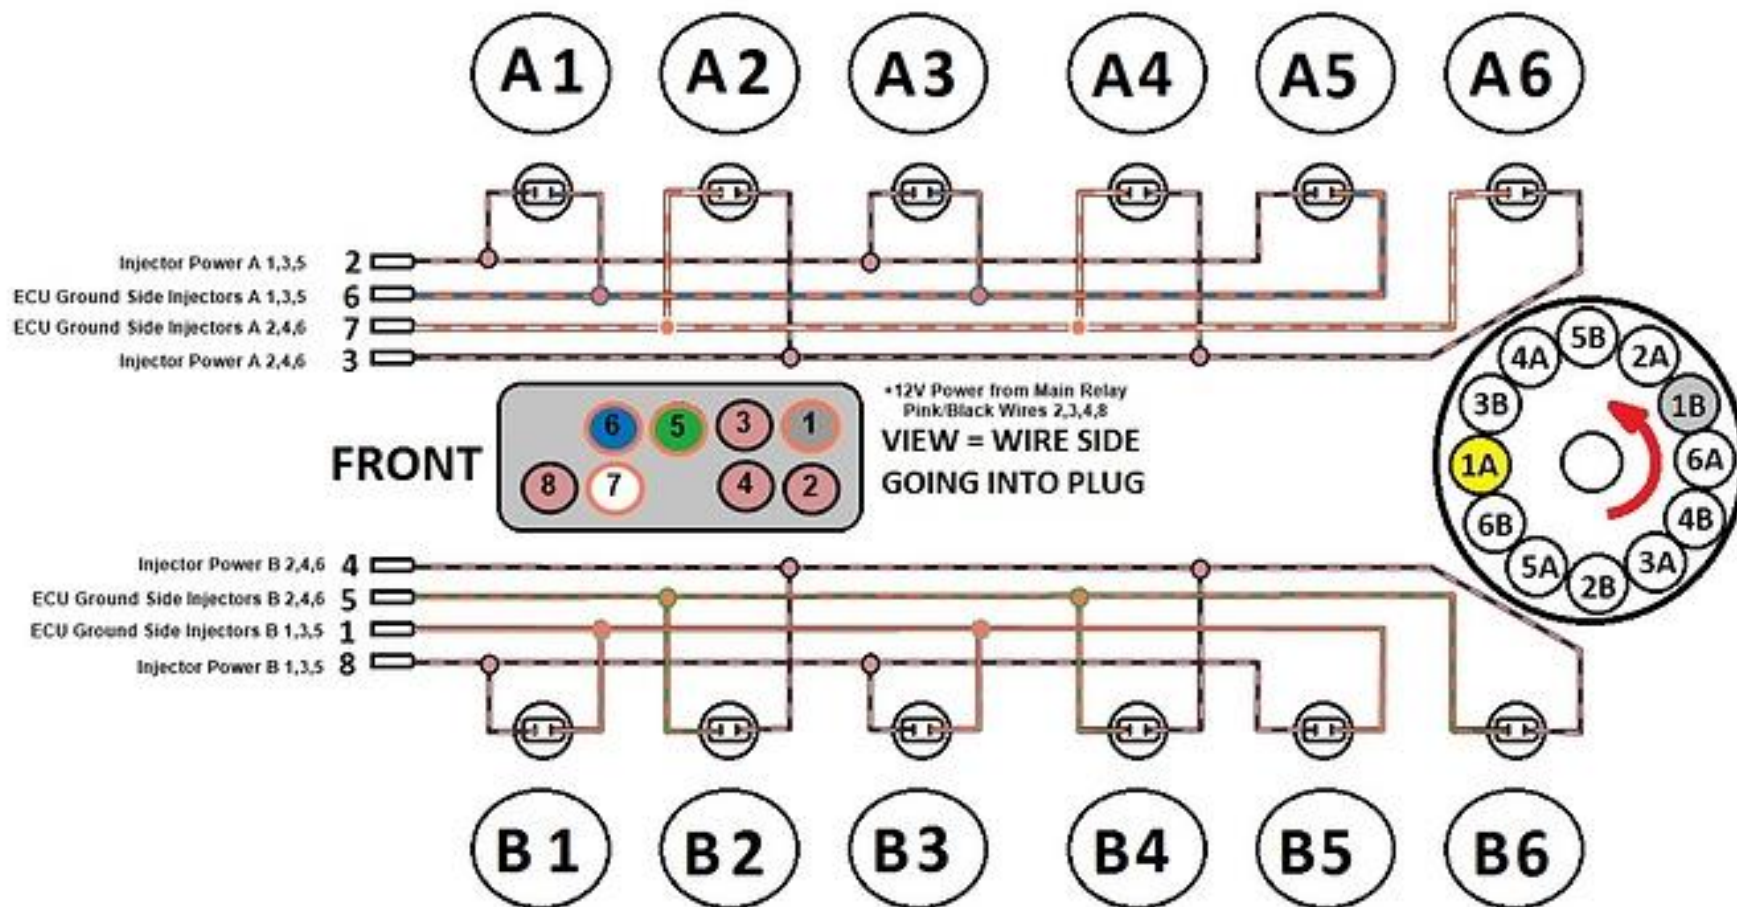 A1 A2 A3 A4 A5 A6
Injector Power A 1,3,5 2
ECU Ground Side Injectors A 1,3,5 6
ECU Ground Side Injectors A 2,4,6 7
Injector Power A 2,4,6 3
+12V Power from Main Relay
Pink/Black Wires 2,3,4,8
VIEW = WIRE SIDE
GOING INTO PLUG
FRONT
6 5 3 1
8 7 4 2
5B
4A 2A
3B 1B
1A 6A
6B 4B
5A 3A
2B
Injector Power B 2,4,6 4
ECU Ground Side Injectors B 2,4,6 5
ECU Ground Side Injectors B 1,3,5 1
Injector Power B 1,3,5 8
B1 B2 B3 B4 B5 B6